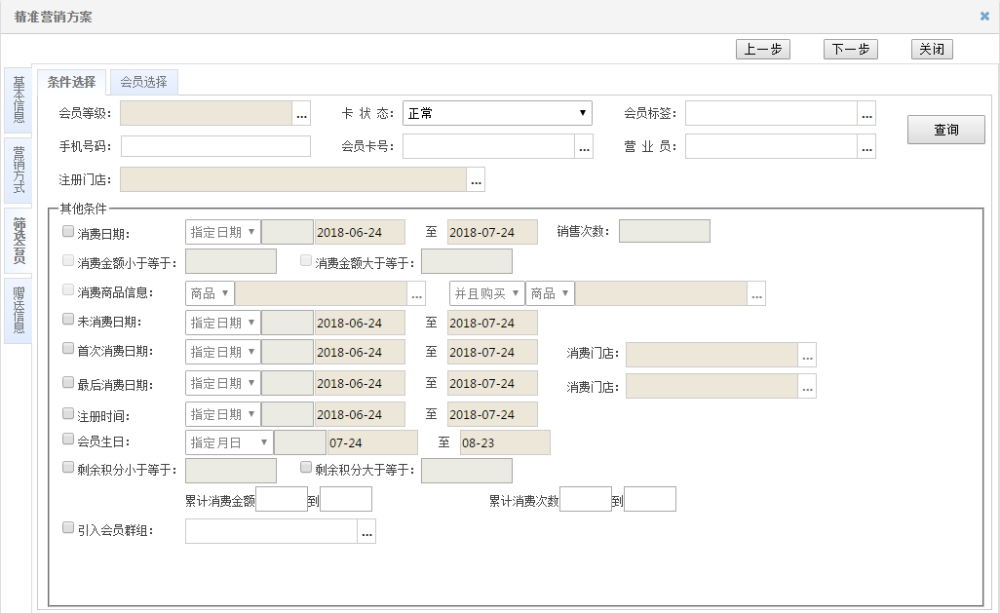 精准营销方案 ×
上一步 下一步 关闭
基本信息
营销方式
筛选会员
赠送信息
条件选择 会员选择
会员等级： ... 卡 状 态： 正常 ▼ 会员标签： ...
手机号码： 会员卡号： ... 营 业 员： ... 查询
注册门店： ...
其他条件
消费日期： 指定日期 ▼ 2018-06-24 至 2018-07-24 销售次数：
消费金额小于等于： 消费金额大于等于：
消费商品信息： 商品 ▼ ... 并且购买 ▼ 商品 ▼ ...
未消费日期： 指定日期 ▼ 2018-06-24 至 2018-07-24
首次消费日期： 指定日期 ▼ 2018-06-24 至 2018-07-24 消费门店： ...
最后消费日期： 指定日期 ▼ 2018-06-24 至 2018-07-24 消费门店： ...
注册时间： 指定日期 ▼ 2018-06-24 至 2018-07-24
会员生日： 指定月日 ▼ 07-24 至 08-23
剩余积分小于等于： 剩余积分大于等于：
累计消费金额 到 累计消费次数 到
引入会员群组： ...